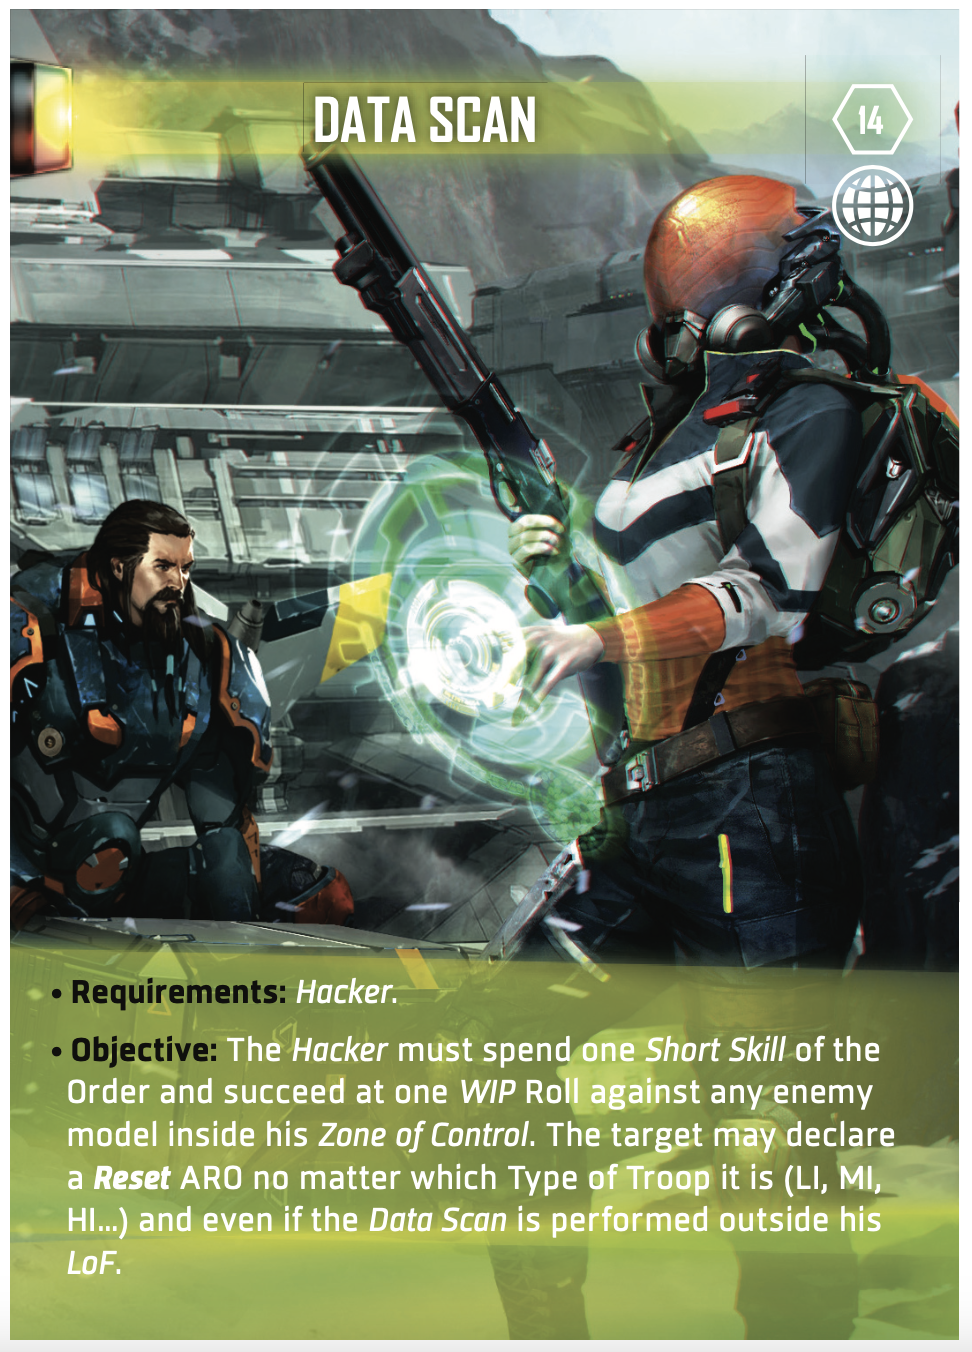 DATA SCAN
14
• Requirements: Hacker.
• Objective: The Hacker must spend one Short Skill of the
Order and succeed at one WIP Roll against any enemy
model inside his Zone of Control. The target may declare
a Reset ARO no matter which Type of Troop it is (LI, MI,
HI...) and even if the Data Scan is performed outside his
LoF.